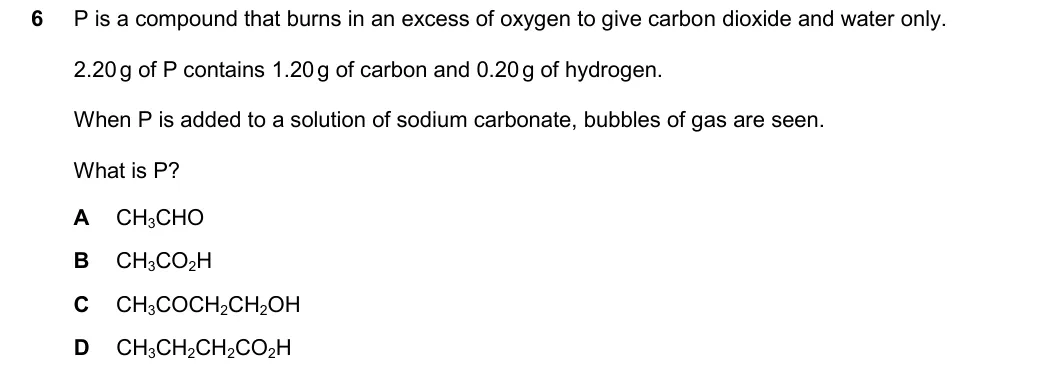 6 P is a compound that burns in an excess of oxygen to give carbon dioxide and water only.
2.20 g of P contains 1.20 g of carbon and 0.20 g of hydrogen.
When P is added to a solution of sodium carbonate, bubbles of gas are seen.
What is P?
A CH₃CHO
B CH₃CO₂H
C CH₃COCH₂CH₂OH
D CH₃CH₂CH₂CO₂H